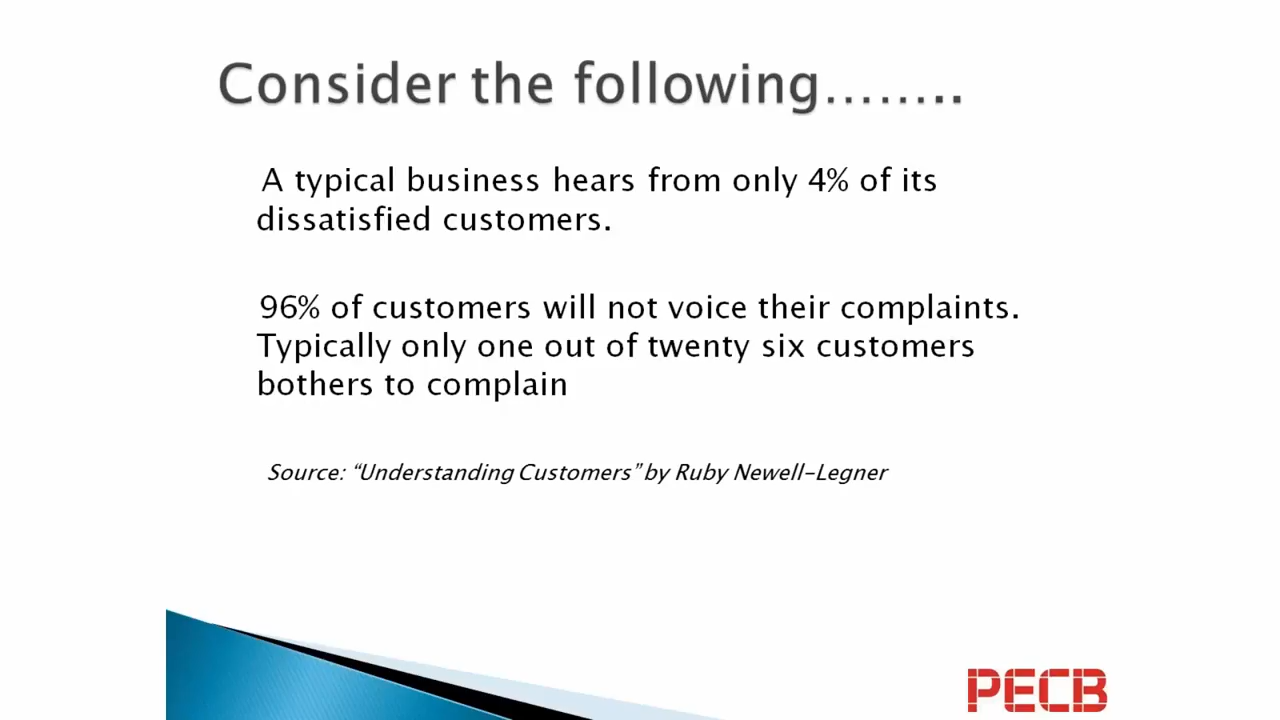 Consider the following……..
A typical business hears from only 4% of its
dissatisfied customers.
96% of customers will not voice their complaints.
Typically only one out of twenty six customers
bothers to complain
Source: “Understanding Customers” by Ruby Newell-Legner
PECB